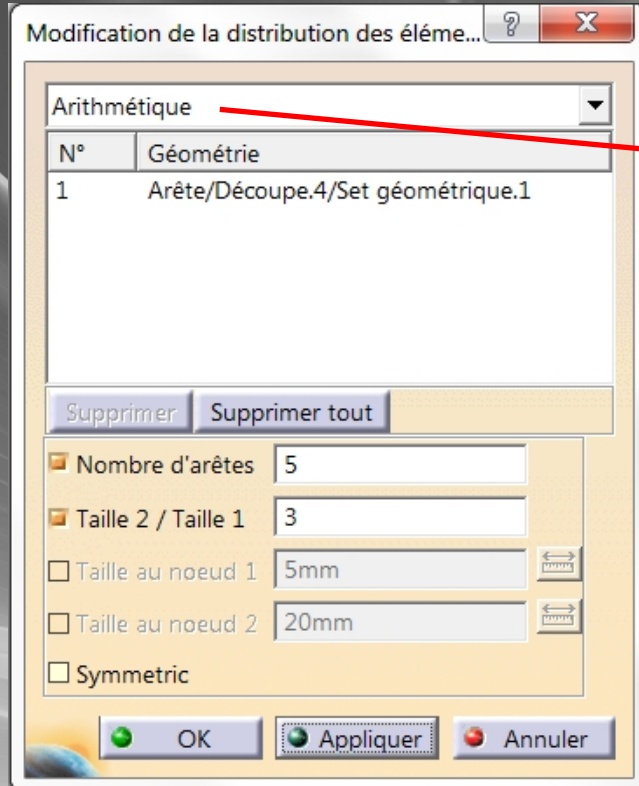 Modification de la distribution des éléme...
Arithmétique
N° Géométrie
1 Arête/Découpe.4/Set géométrique.1
Supprimer Supprimer tout
Nombre d'arêtes 5
Taille 2 / Taille 1 3
Taille au noeud 1 5mm
Taille au noeud 2 20mm
Symmetric
OK Appliquer Annuler